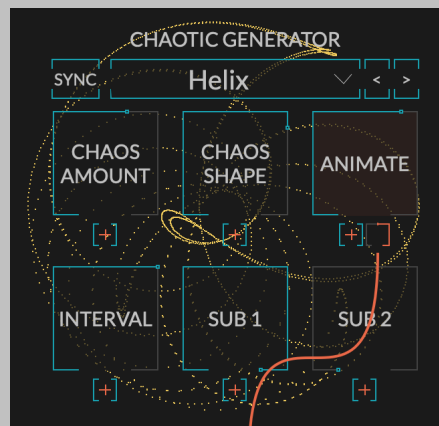 CHAOTIC GENERATOR
SYNC Helix < >
CHAOS AMOUNT
CHAOS SHAPE
ANIMATE
[+] [+] [+]
INTERVAL SUB 1 SUB 2
[+] [+] [+]